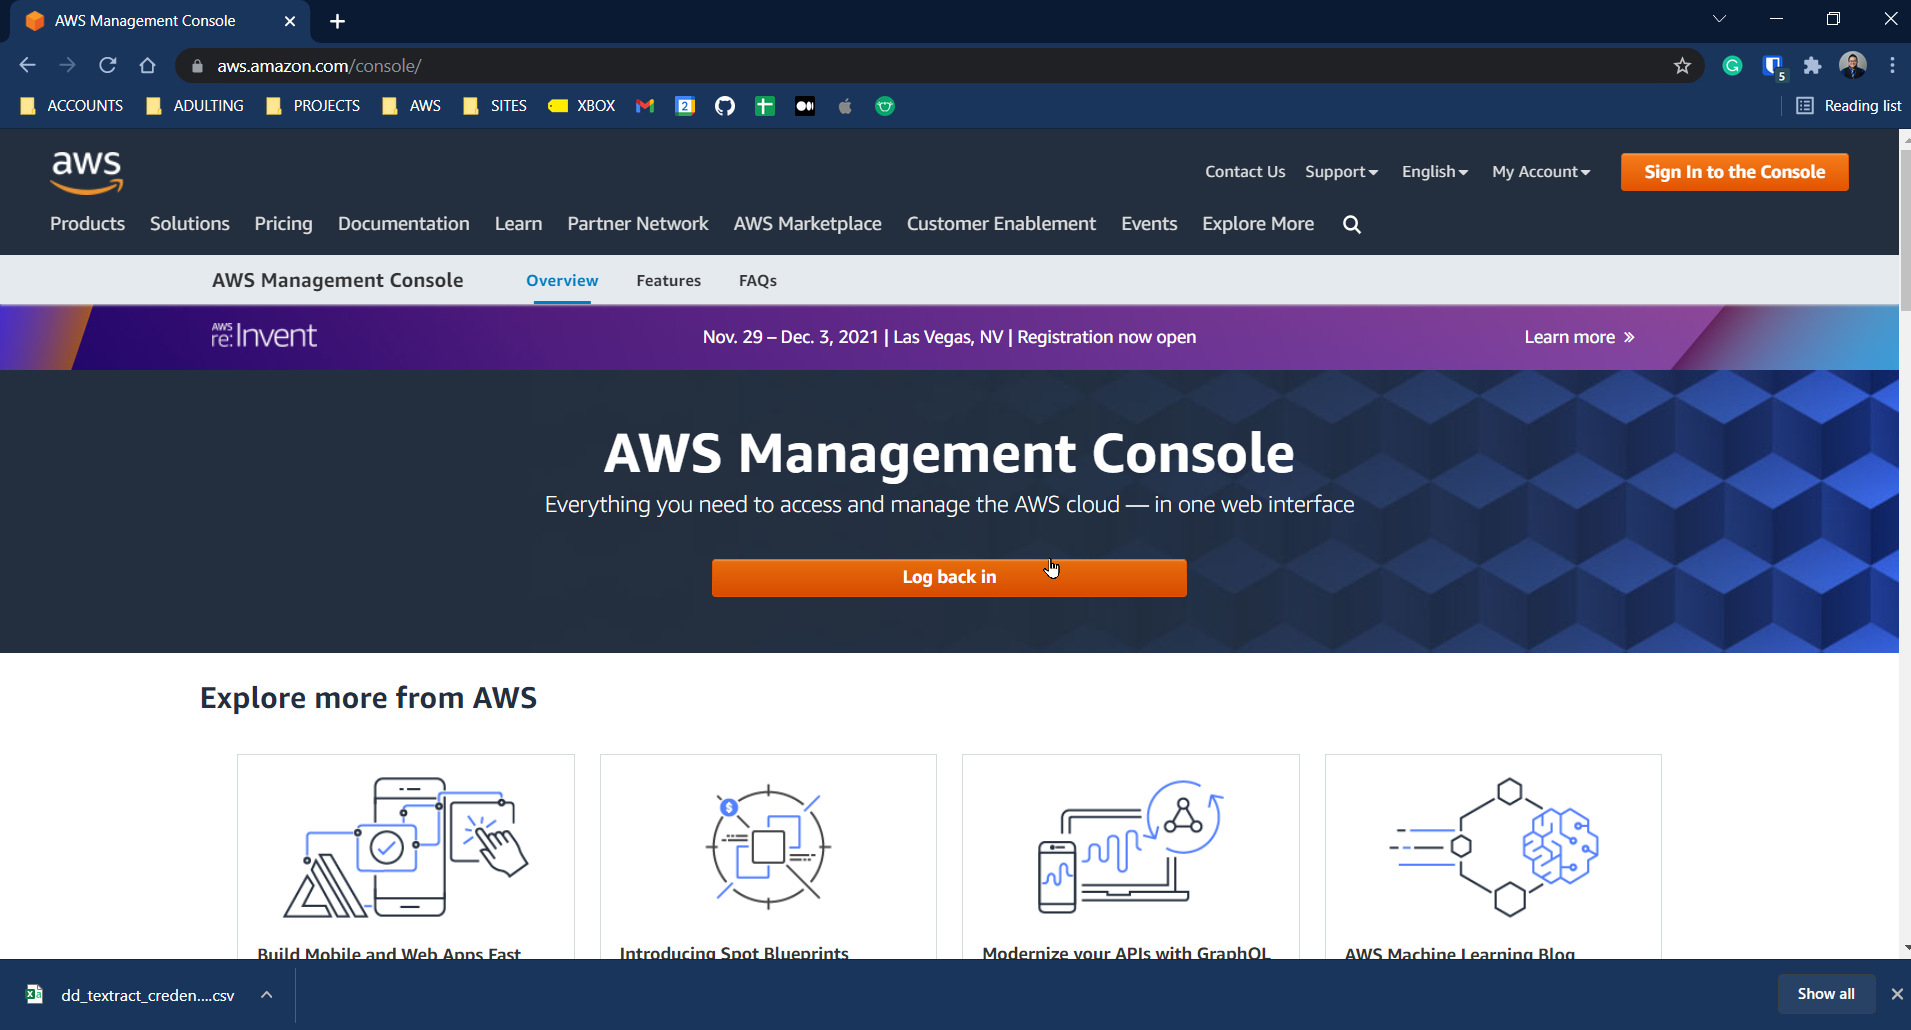 AWS Management Console
aws.amazon.com/console/
ACCOUNTS ADULTING PROJECTS AWS SITES XBOX 2 Reading list
5
aws
Contact Us Support English My Account Sign In to the Console
Products Solutions Pricing Documentation Learn Partner Network AWS Marketplace Customer Enablement Events Explore More
AWS Management Console Overview Features FAQs
AWS re:Invent Nov. 29 – Dec. 3, 2021 | Las Vegas, NV | Registration now open Learn more »
AWS Management Console
Everything you need to access and manage the AWS cloud — in one web interface
Log back in
Explore more from AWS
Build Mobile and Web Apps Fast Introducing Spot Blueprints Modernize your APIs with GraphQL AWS Machine Learning Blog
dd_textract_creden....csv Show all